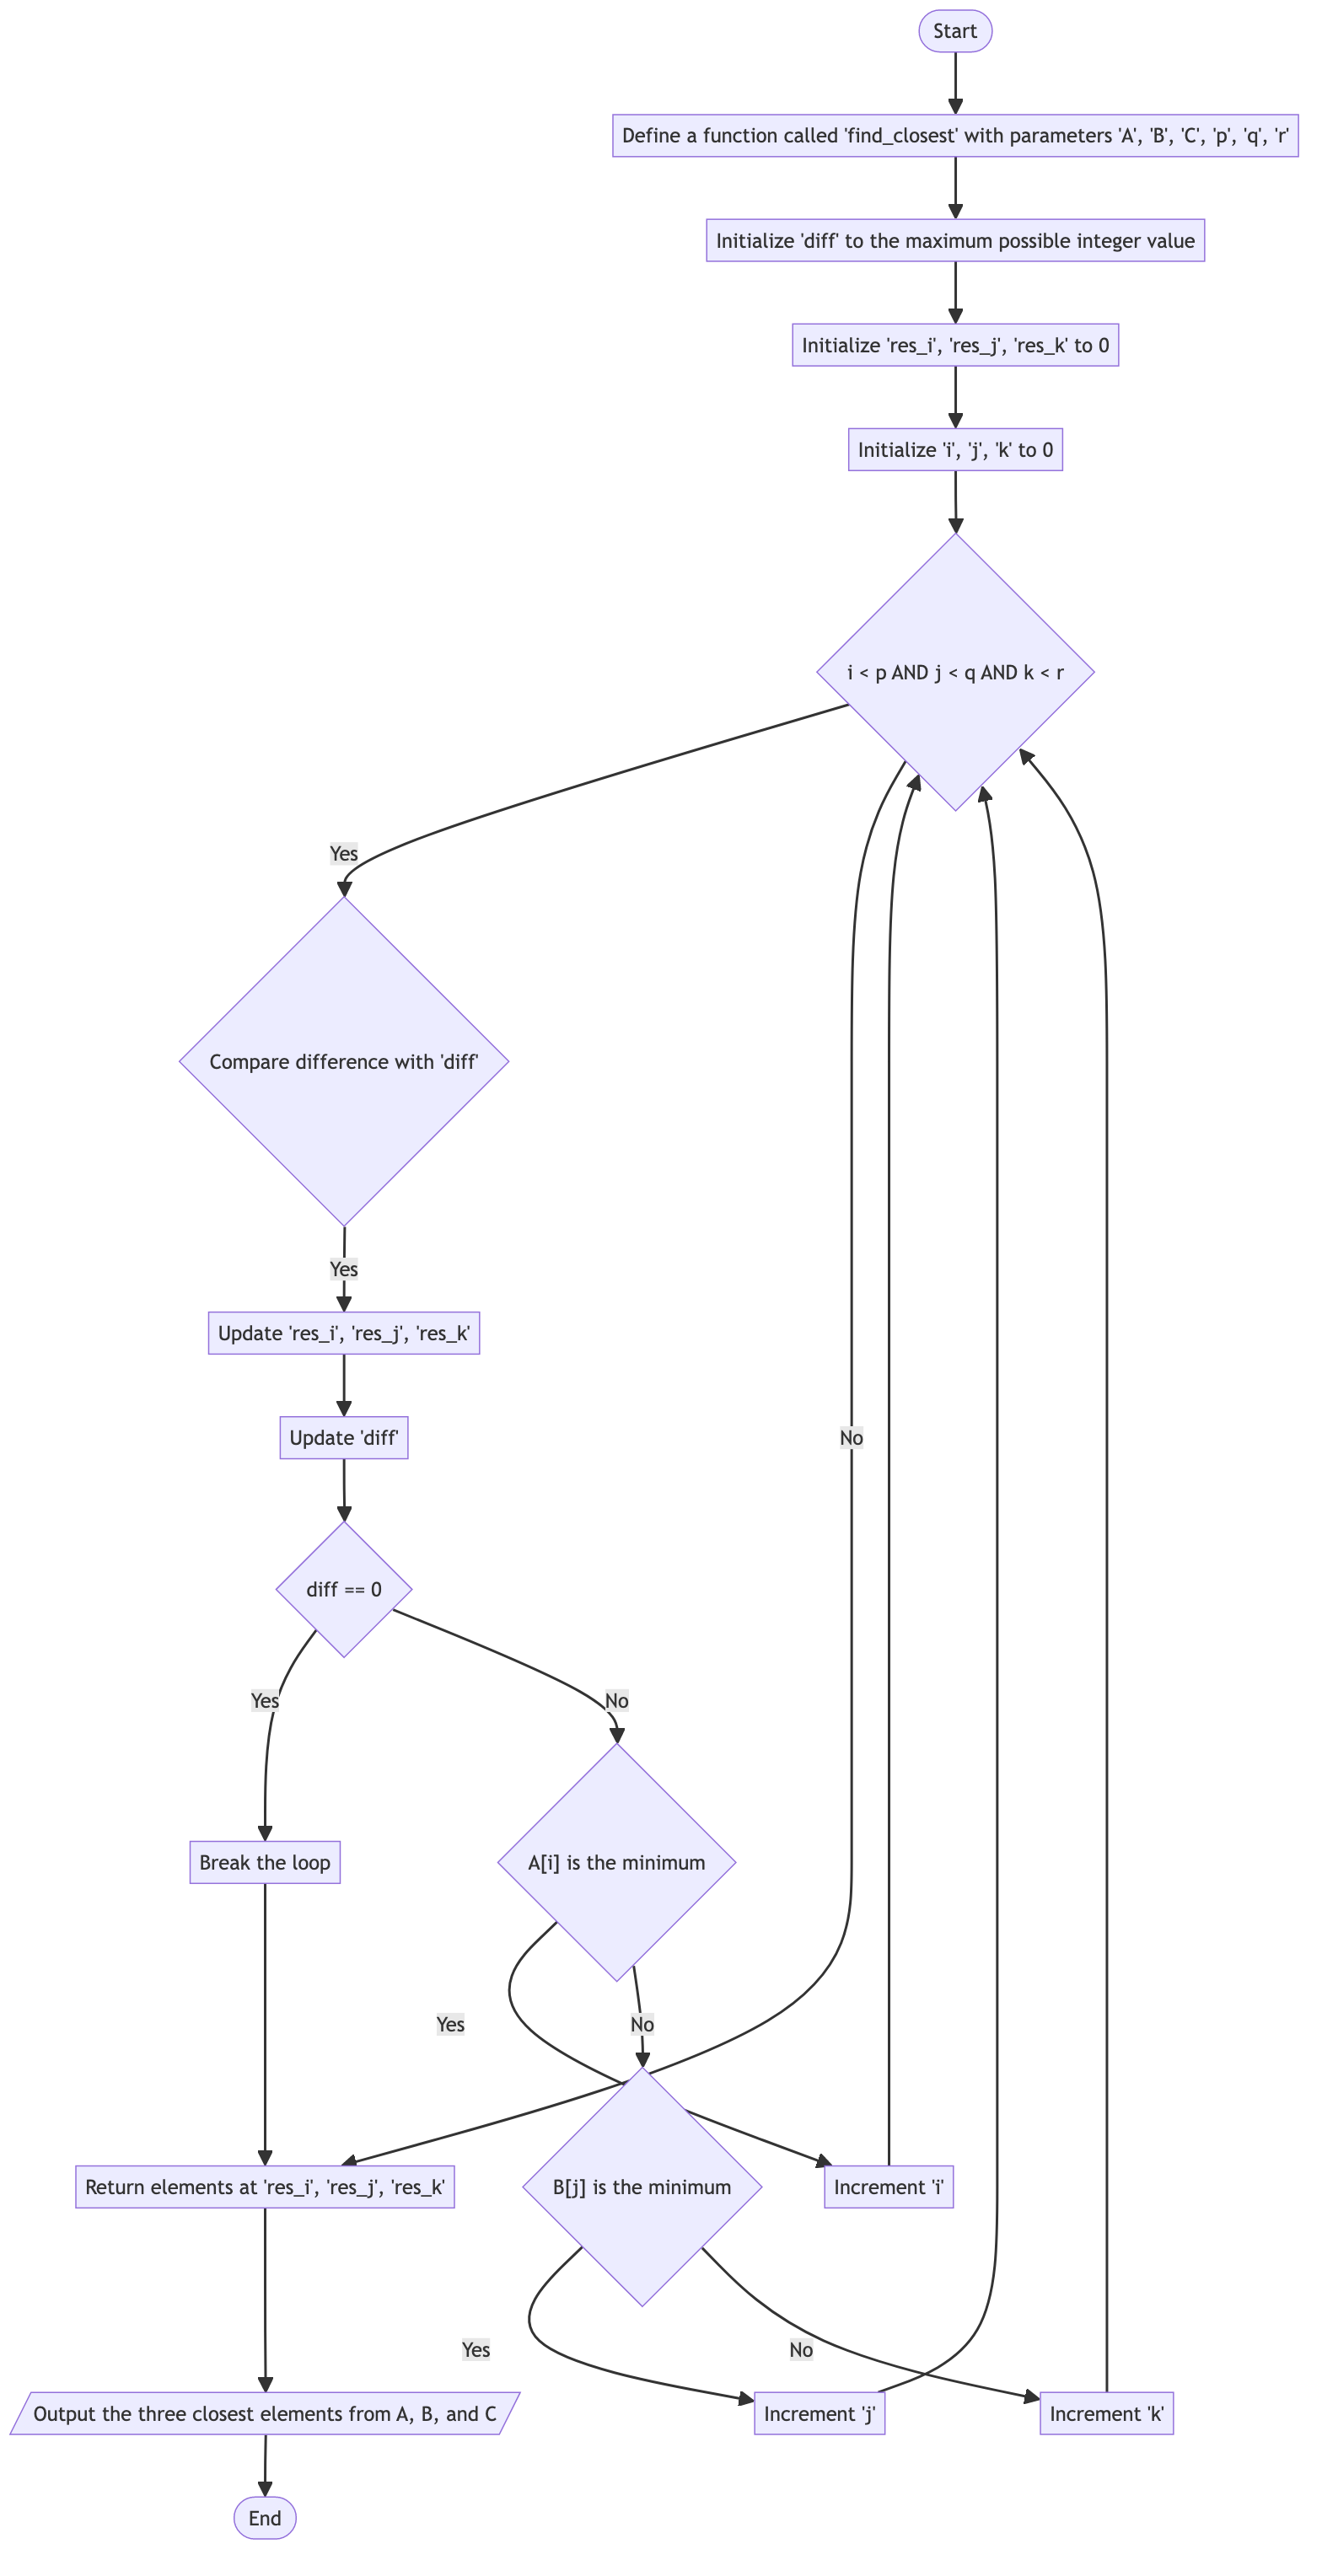 Start
Define a function called 'find_closest' with parameters 'A', 'B', 'C', 'p', 'q', 'r'
Initialize 'diff' to the maximum possible integer value
Initialize 'res_i', 'res_j', 'res_k' to 0
Initialize 'i', 'j', 'k' to 0
i < p AND j < q AND k < r
Yes
Compare difference with 'diff'
Yes
Update 'res_i', 'res_j', 'res_k'
Update 'diff'
No
diff == 0
Yes
No
Break the loop
A[i] is the minimum
Yes
No
Return elements at 'res_i', 'res_j', 'res_k'
B[j] is the minimum
Increment 'i'
Yes
No
Output the three closest elements from A, B, and C
Increment 'j'
Increment 'k'
End